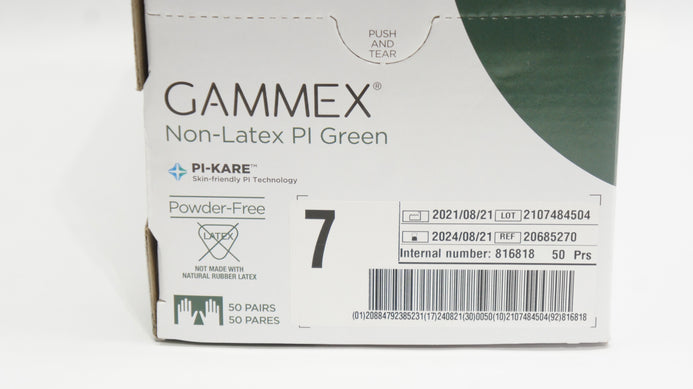 PUSH
AND
TEAR
GAMMEX®
Non-Latex PI Green
PI-KARE™
Skin-friendly PI Technology
Powder-Free
LATEX
NOT MADE WITH
NATURAL RUBBER LATEX
50 PAIRS
50 PARES
7
2021/08/21 LOT 2107484504
2024/08/21 REF 20685270
Internal number: 816818 50 Prs
(01)20884792385231(17)240821(30)0050(10)2107484504(92)816818